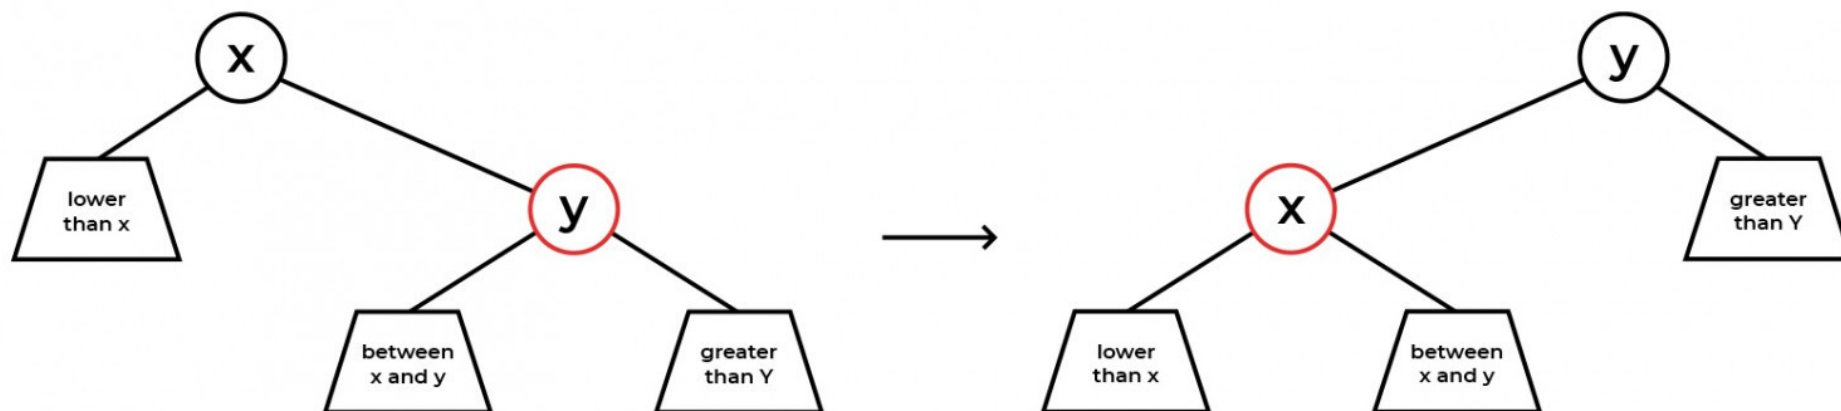 x
y
lower
than x
y
x
greater
than Y
between
x and y
greater
than Y
lower
than x
between
x and y